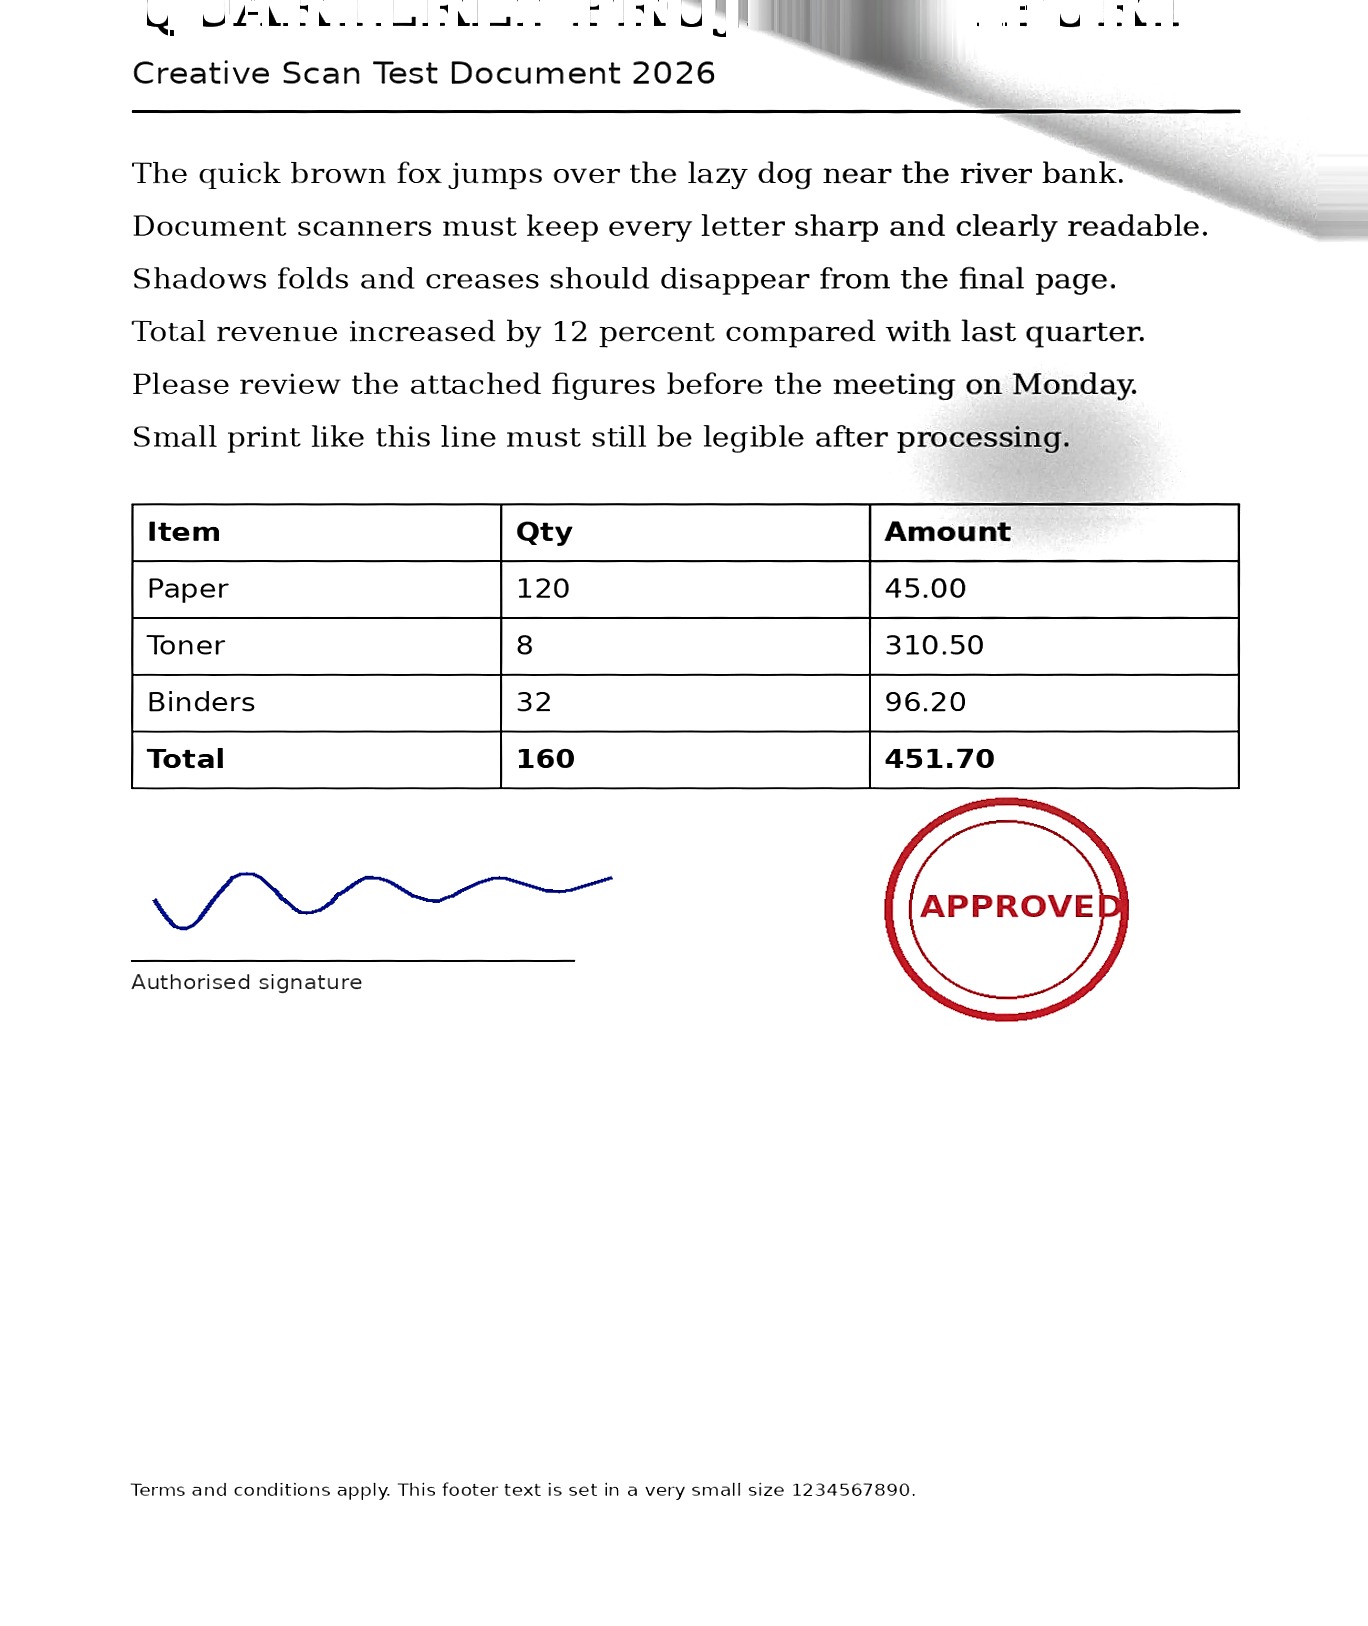 Creative Scan Test Document 2026
The quick brown fox jumps over the lazy dog near the river bank.
Document scanners must keep every letter sharp and clearly readable.
Shadows folds and creases should disappear from the final page.
Total revenue increased by 12 percent compared with last quarter.
Please review the attached figures before the meeting on Monday.
Small print like this line must still be legible after processing.
Item Qty Amount
Paper 120 45.00
Toner 8 310.50
Binders 32 96.20
Total 160 451.70
APPROVED
Authorised signature
Terms and conditions apply. This footer text is set in a very small size 1234567890.